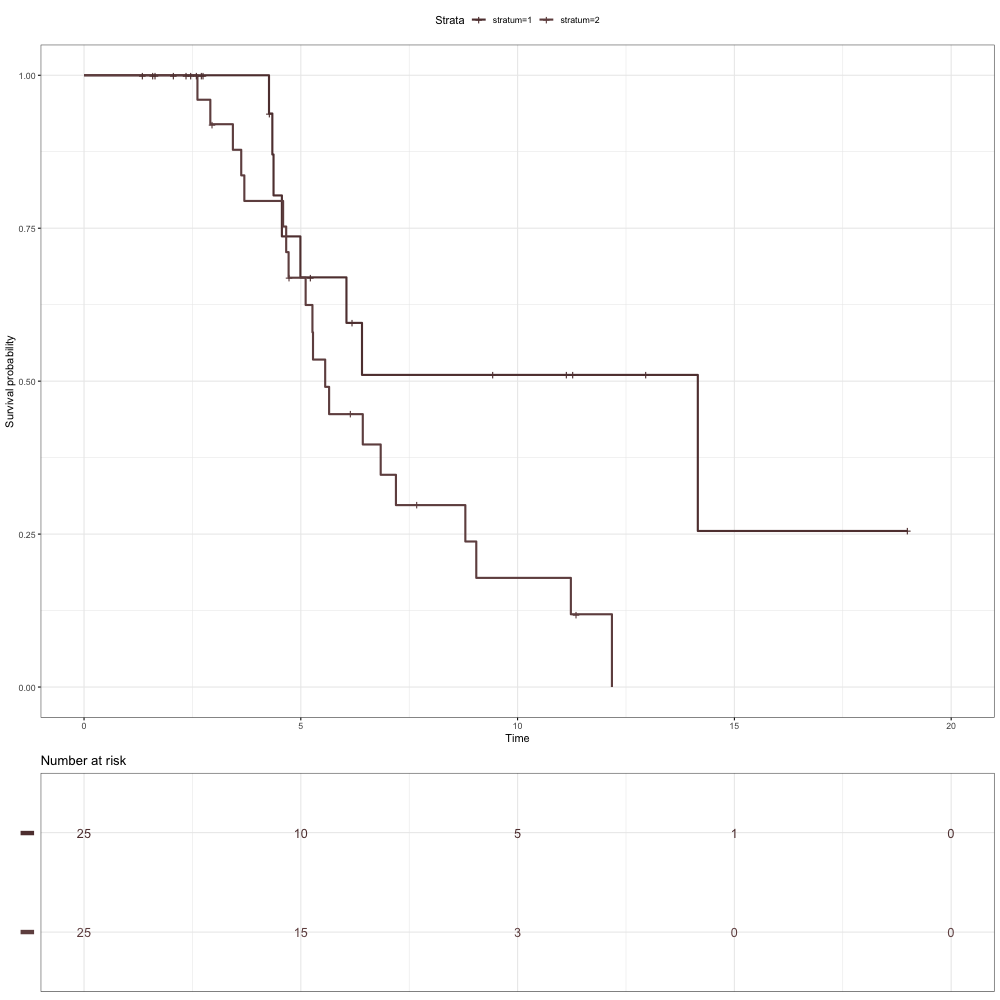 Strata stratum=1 stratum=2
1.00
0.75
0.50
0.25
0.00
Survival probability
0 5 10 15 20
Time
Number at risk
25 10 5 1 0
25 15 3 0 0